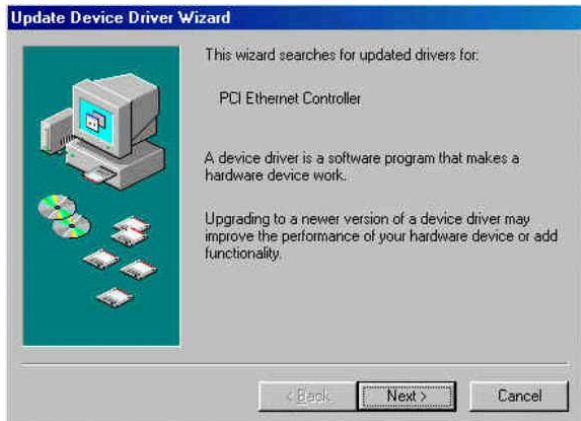 Update Device Driver Wizard
This wizard searches for updated drivers for:
PCI Ethernet Controller
A device driver is a software program that makes a
hardware device work.
Upgrading to a newer version of a device driver may
improve the performance of your hardware device or add
functionality.
< Back
Next >
Cancel